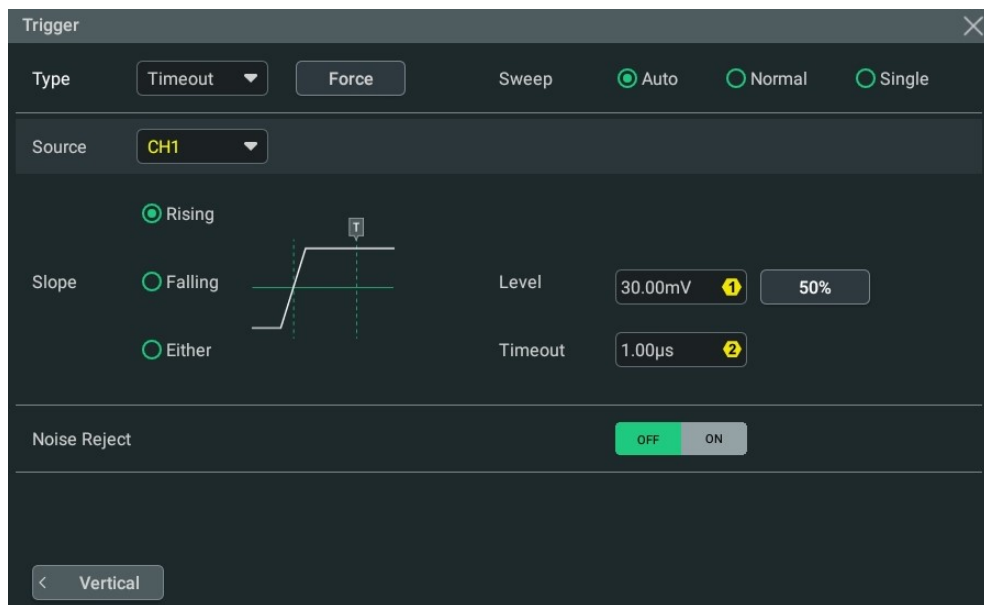 Trigger
Type Timeout Force Sweep Auto Normal Single
Source CH1
Rising
T
Slope Falling Level 30.00mV 1 50%
Either Timeout 1.00μs 2
Noise Reject OFF ON
< Vertical